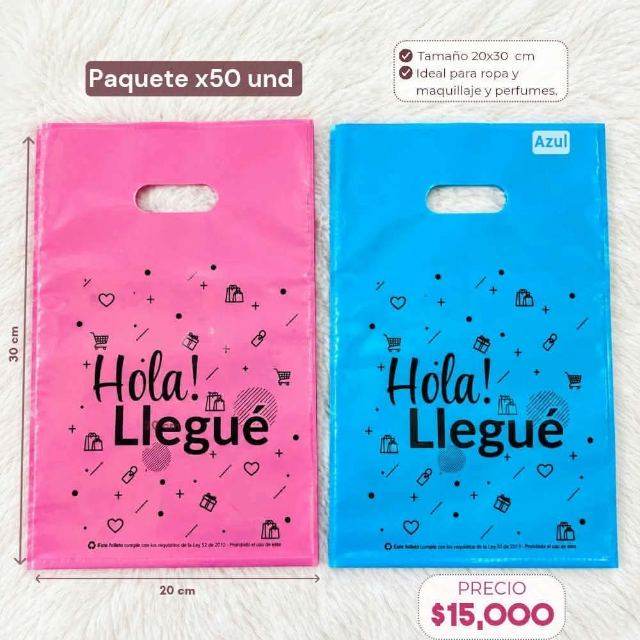 Paquete x50 und
Tamaño 20x30 cm
Ideal para ropa y
maquillaje y perfumes.
Azul
30 cm
Hola!
Llegué
Hola!
Llegué
20 cm
PRECIO
$15,000